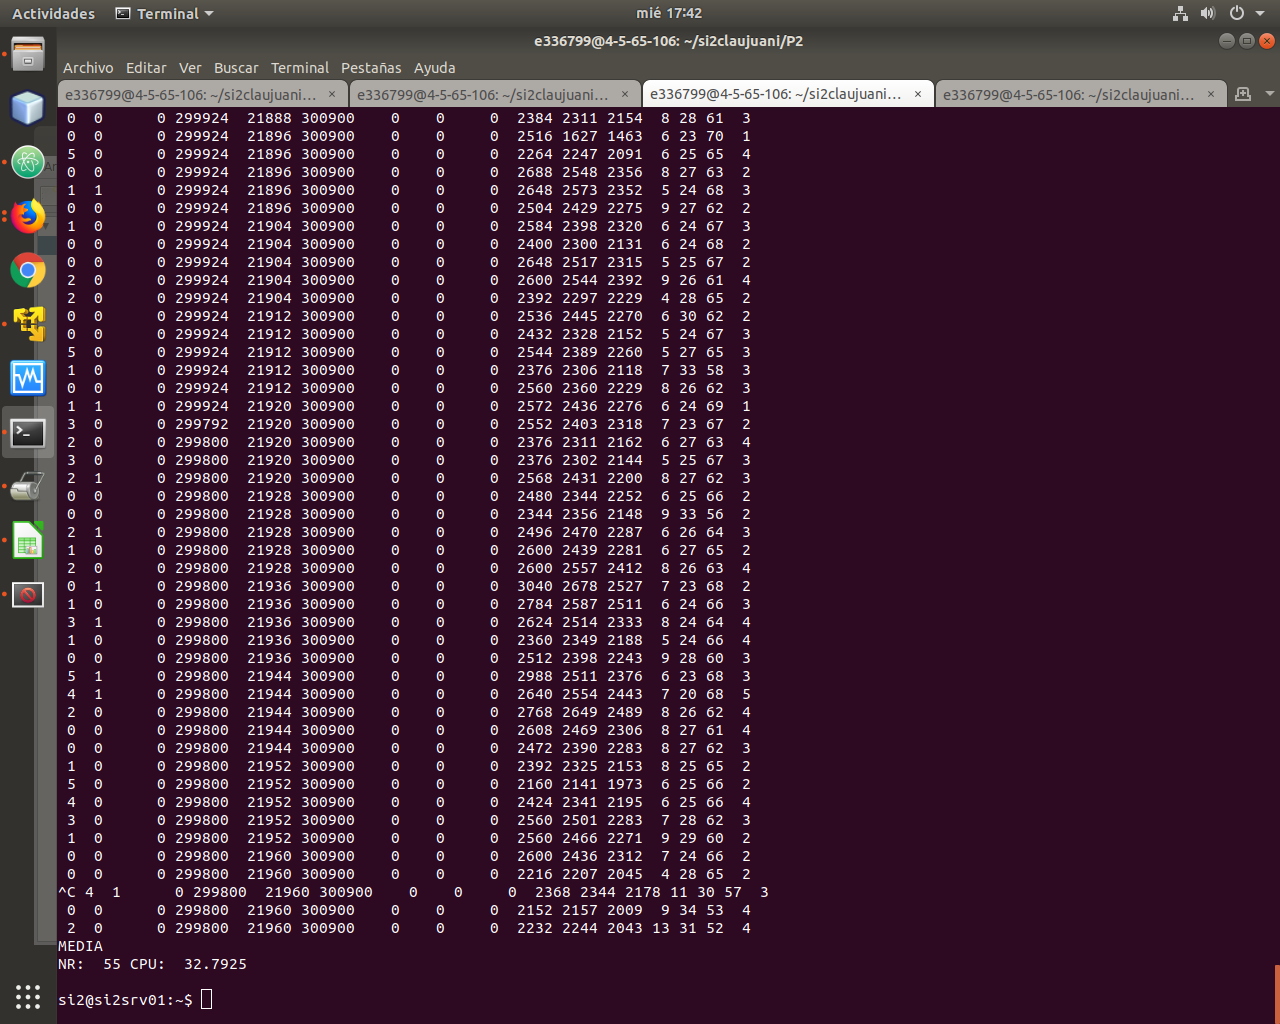 Actividades Terminal mié 17:42
e336799@4-5-65-106: ~/si2claujuani/P2
Archivo Editar Ver Buscar Terminal Pestañas Ayuda
e336799@4-5-65-106: ~/si2claujuani… × e336799@4-5-65-106: ~/si2claujuani… × e336799@4-5-65-106: ~/si2claujuani… × e336799@4-5-65-106: ~/si2claujuani… ×
0 0 0 299924 21888 300900 0 0 0 2384 2311 2154 8 28 61 3
0 0 0 299924 21896 300900 0 0 0 2516 1627 1463 6 23 70 1
5 0 0 299924 21896 300900 0 0 0 2264 2247 2091 6 25 65 4
0 0 0 299924 21896 300900 0 0 0 2688 2548 2356 8 27 63 2
1 1 0 299924 21896 300900 0 0 0 2648 2573 2352 5 24 68 3
0 0 0 299924 21896 300900 0 0 0 2504 2429 2275 9 27 62 2
1 0 0 299924 21904 300900 0 0 0 2584 2398 2320 6 24 67 3
0 0 0 299924 21904 300900 0 0 0 2400 2300 2131 6 24 68 2
0 0 0 299924 21904 300900 0 0 0 2648 2517 2315 5 25 67 2
2 0 0 299924 21904 300900 0 0 0 2600 2544 2392 9 26 61 4
2 0 0 299924 21904 300900 0 0 0 2392 2297 2229 4 28 65 2
0 0 0 299924 21912 300900 0 0 0 2536 2445 2270 6 30 62 2
0 0 0 299924 21912 300900 0 0 0 2432 2328 2152 5 24 67 3
5 0 0 299924 21912 300900 0 0 0 2544 2389 2260 5 27 65 3
1 0 0 299924 21912 300900 0 0 0 2376 2306 2118 7 33 58 3
0 0 0 299924 21912 300900 0 0 0 2560 2360 2229 8 26 62 3
1 1 0 299924 21920 300900 0 0 0 2572 2436 2276 6 24 69 1
3 0 0 299792 21920 300900 0 0 0 2552 2403 2318 7 23 67 2
2 0 0 299800 21920 300900 0 0 0 2376 2311 2162 6 27 63 4
3 0 0 299800 21920 300900 0 0 0 2376 2302 2144 5 25 67 3
2 1 0 299800 21920 300900 0 0 0 2568 2431 2200 8 27 62 3
0 0 0 299800 21928 300900 0 0 0 2480 2344 2252 6 25 66 2
0 0 0 299800 21928 300900 0 0 0 2344 2356 2148 9 33 56 2
2 1 0 299800 21928 300900 0 0 0 2496 2470 2287 6 26 64 3
1 0 0 299800 21928 300900 0 0 0 2600 2439 2281 6 27 65 2
2 0 0 299800 21928 300900 0 0 0 2600 2557 2412 8 26 63 4
0 1 0 299800 21936 300900 0 0 0 3040 2678 2527 7 23 68 2
1 0 0 299800 21936 300900 0 0 0 2784 2587 2511 6 24 66 3
3 1 0 299800 21936 300900 0 0 0 2624 2514 2333 8 24 64 4
1 0 0 299800 21936 300900 0 0 0 2360 2349 2188 5 24 66 4
0 0 0 299800 21936 300900 0 0 0 2512 2398 2243 9 28 60 3
5 1 0 299800 21944 300900 0 0 0 2988 2511 2376 6 23 68 3
4 1 0 299800 21944 300900 0 0 0 2640 2554 2443 7 20 68 5
2 0 0 299800 21944 300900 0 0 0 2768 2649 2489 8 26 62 4
0 0 0 299800 21944 300900 0 0 0 2608 2469 2306 8 27 61 4
0 0 0 299800 21944 300900 0 0 0 2472 2390 2283 8 27 62 3
1 0 0 299800 21952 300900 0 0 0 2392 2325 2153 8 25 65 2
5 0 0 299800 21952 300900 0 0 0 2160 2141 1973 6 25 66 2
4 0 0 299800 21952 300900 0 0 0 2424 2341 2195 6 25 66 4
3 0 0 299800 21952 300900 0 0 0 2560 2501 2283 7 28 62 3
1 0 0 299800 21952 300900 0 0 0 2560 2466 2271 9 29 60 2
0 0 0 299800 21960 300900 0 0 0 2600 2436 2312 7 24 66 2
0 0 0 299800 21960 300900 0 0 0 2216 2207 2045 4 28 65 2
^C 4 1 0 299800 21960 300900 0 0 0 2368 2344 2178 11 30 57 3
0 0 0 299800 21960 300900 0 0 0 2152 2157 2009 9 34 53 4
2 0 0 299800 21960 300900 0 0 0 2232 2244 2043 13 31 52 4
MEDIA
NR: 55 CPU: 32.7925
si2@si2srv01:~$